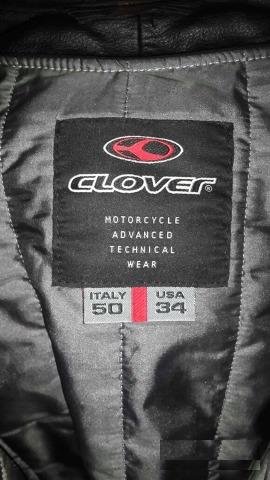 CLOVER®
MOTORCYCLE
ADVANCED
TECHNICAL
WEAR
ITALY USA
50 34